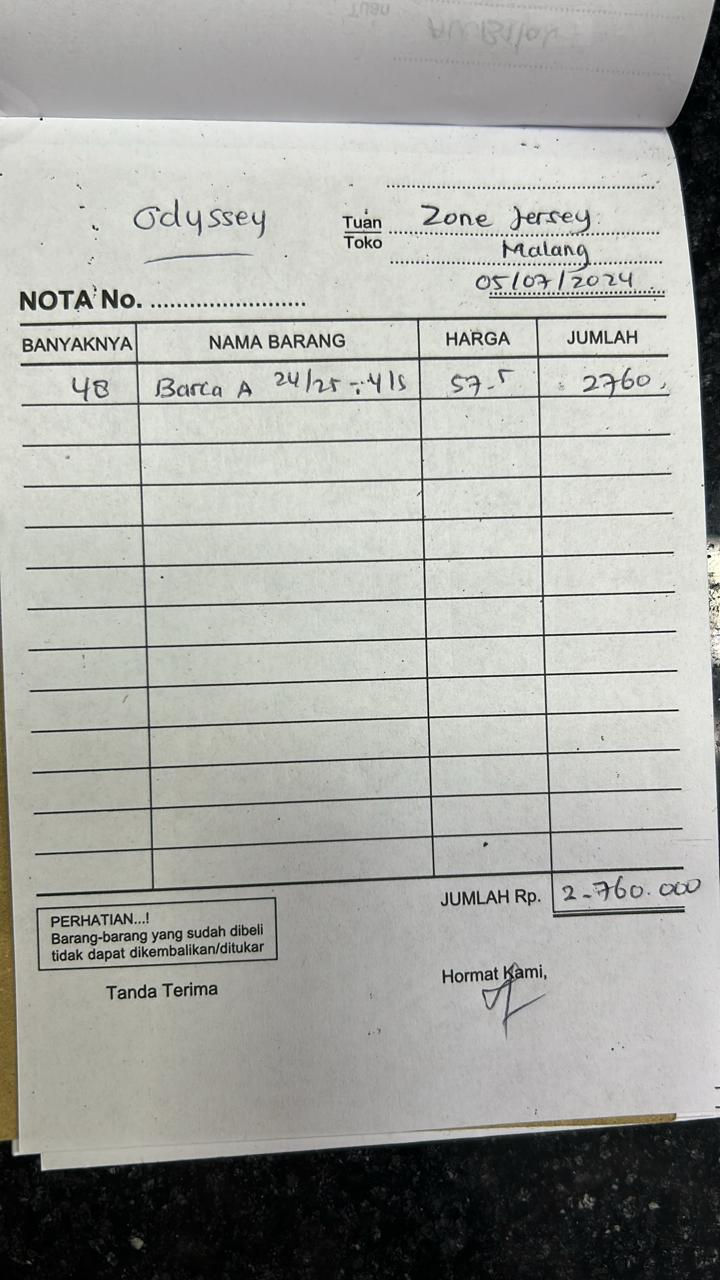 Odyssey
Tuan
Toko
Zone Jersey
Malang
05/07/2024
NOTA No.
BANYAKNYA NAMA BARANG HARGA JUMLAH
48 Barca A 24/25 4/S 57.5 2760
JUMLAH Rp. 2.760.000
PERHATIAN...!
Barang-barang yang sudah dibeli
tidak dapat dikembalikan/ditukar
Tanda Terima
Hormat Kami,